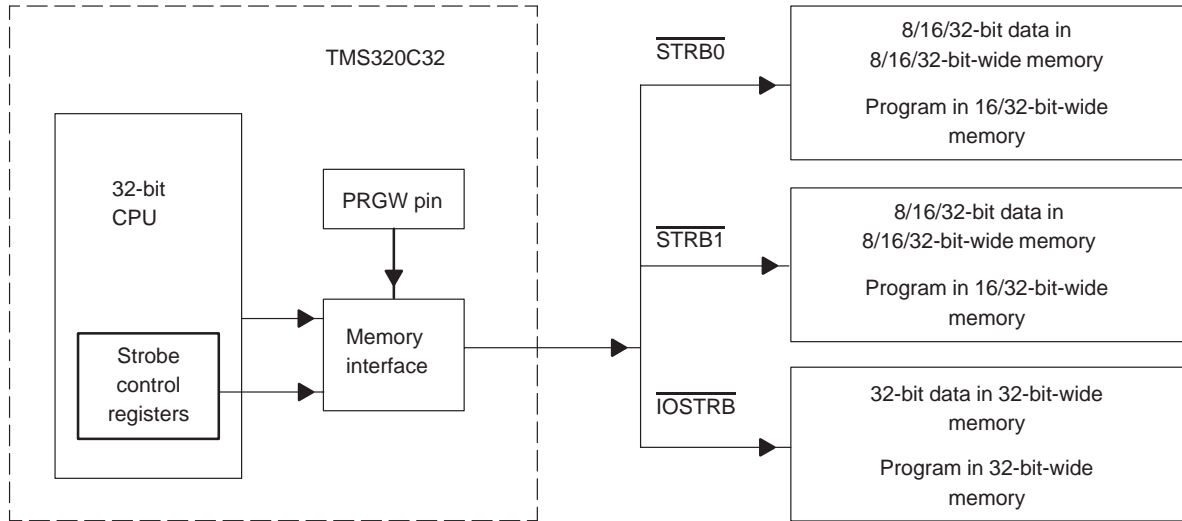 TMS320C32
32-bit
CPU
PRGW pin
Strobe
control
registers
Memory
interface
STRB0
8/16/32-bit data in
8/16/32-bit-wide memory
Program in 16/32-bit-wide
memory
STRB1
8/16/32-bit data in
8/16/32-bit-wide memory
Program in 16/32-bit-wide
memory
IOSTRB
32-bit data in 32-bit-wide
memory
Program in 32-bit-wide
memory